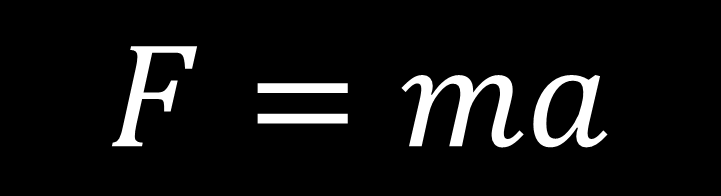 F = ma